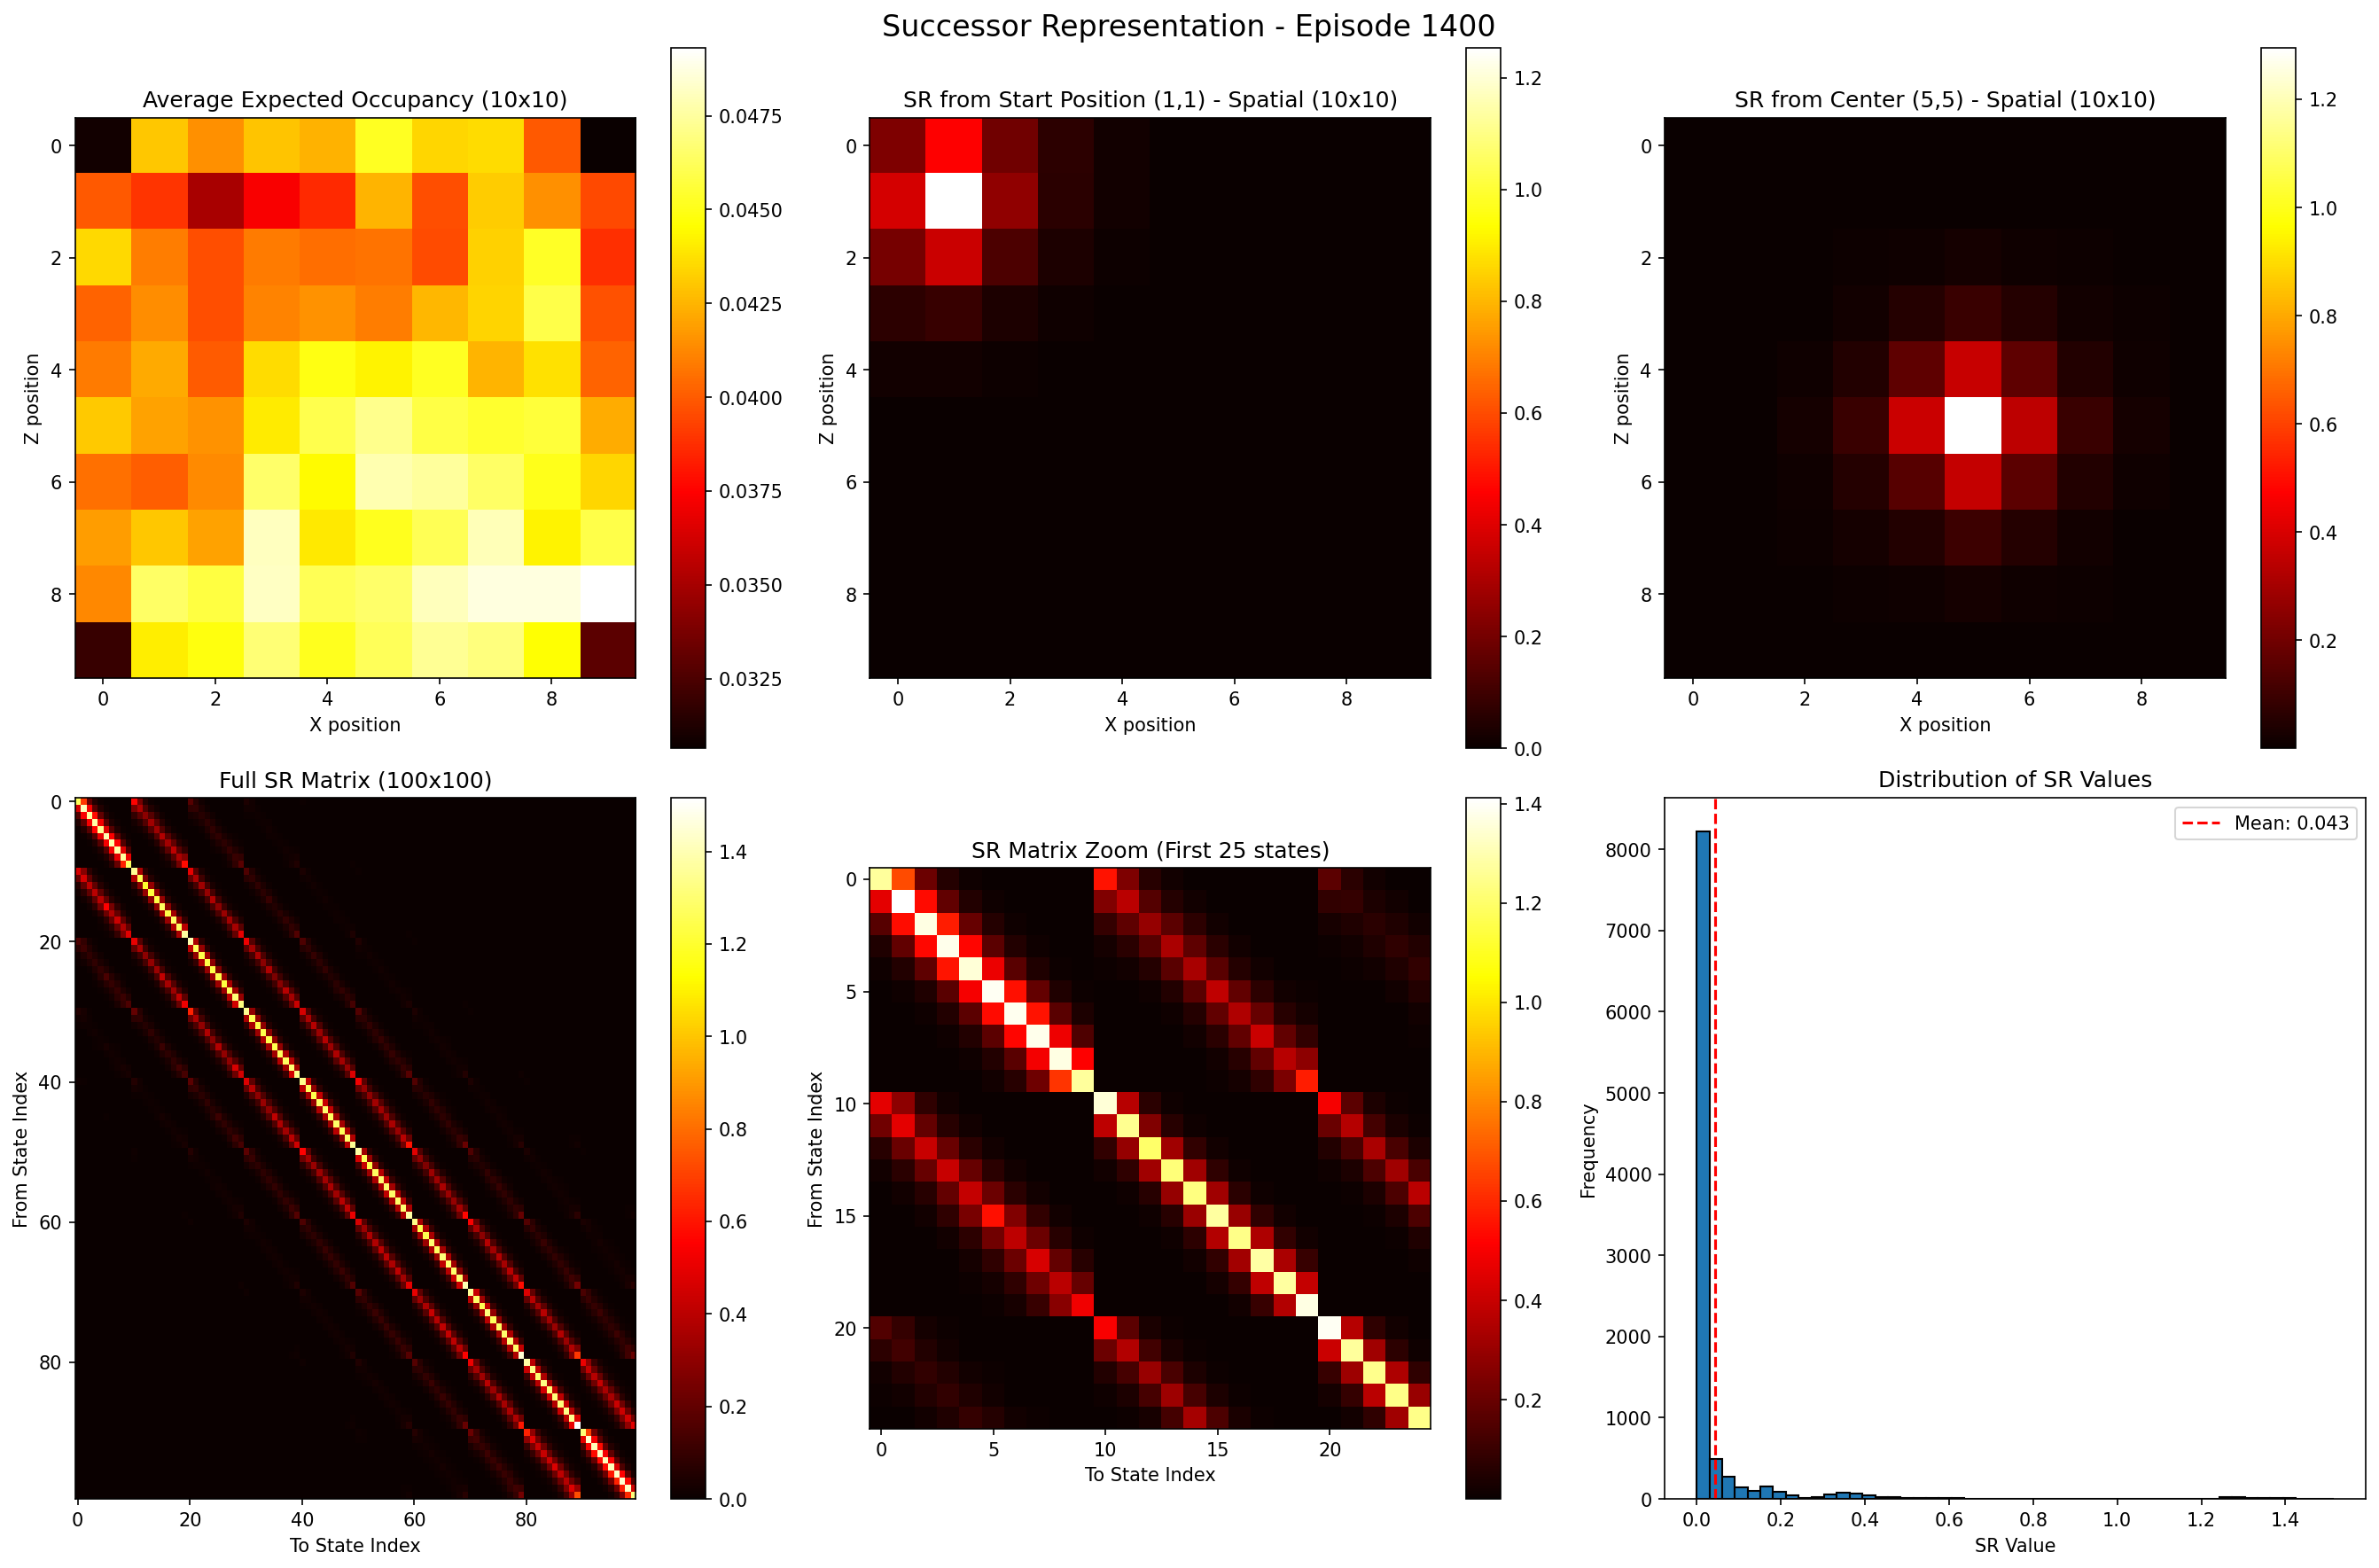 Successor Representation - Episode 1400
Average Expected Occupancy (10x10)
Z position
0
2
4
6
8
0 2 4 6 8
X position
0.0475
0.0450
0.0425
0.0400
0.0375
0.0350
0.0325
SR from Start Position (1,1) - Spatial (10x10)
Z position
0
2
4
6
8
0 2 4 6 8
X position
1.2
1.0
0.8
0.6
0.4
0.2
0.0
SR from Center (5,5) - Spatial (10x10)
Z position
0
2
4
6
8
0 2 4 6 8
X position
1.2
1.0
0.8
0.6
0.4
0.2
Full SR Matrix (100x100)
From State Index
0
20
40
60
80
0 20 40 60 80
To State Index
1.4
1.2
1.0
0.8
0.6
0.4
0.2
0.0
SR Matrix Zoom (First 25 states)
From State Index
0
5
10
15
20
0 5 10 15 20
To State Index
1.4
1.2
1.0
0.8
0.6
0.4
0.2
Distribution of SR Values
Mean: 0.043
Frequency
8000
7000
6000
5000
4000
3000
2000
1000
0
0.0 0.2 0.4 0.6 0.8 1.0 1.2 1.4
SR Value